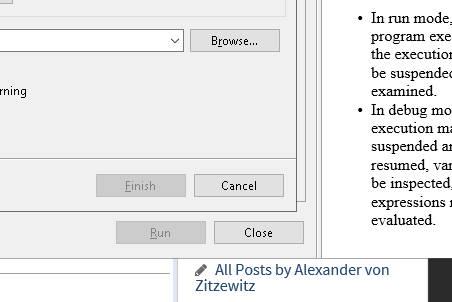 Browse...
rning
Finish
Cancel
Run
Close
• In run mode,
program exe
the execution
be suspended
examined.
• In debug mo
execution ma
suspended an
resumed, var
be inspected,
expressions
evaluated.
All Posts by Alexander von
Zitzewitz